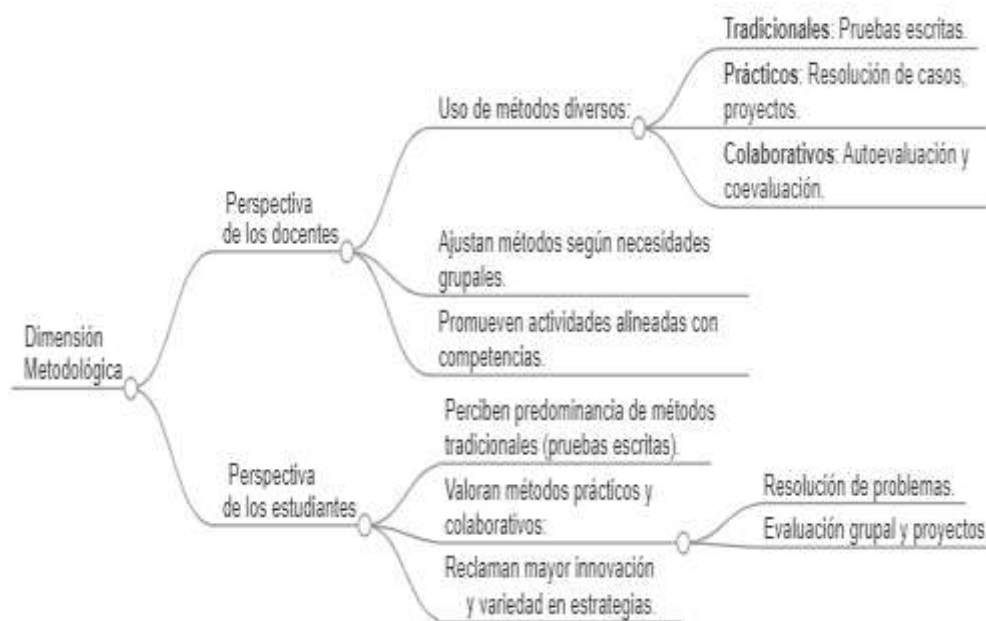 Dimensión
Metodológica
Perspectiva
de los docentes
Uso de métodos diversos:
Tradicionales: Pruebas escritas.
Prácticos: Resolución de casos,
proyectos.
Colaborativos: Autoevaluación y
coevaluación.
Ajustan métodos según necesidades
grupales.
Promueven actividades alineadas con
competencias.
Perspectiva
de los estudiantes
Perciben predominancia de métodos
tradicionales (pruebas escritas).
Valoran métodos prácticos y
colaborativos:
Resolución de problemas.
Evaluación grupal y proyectos
Reclaman mayor innovación
y variedad en estrategias.